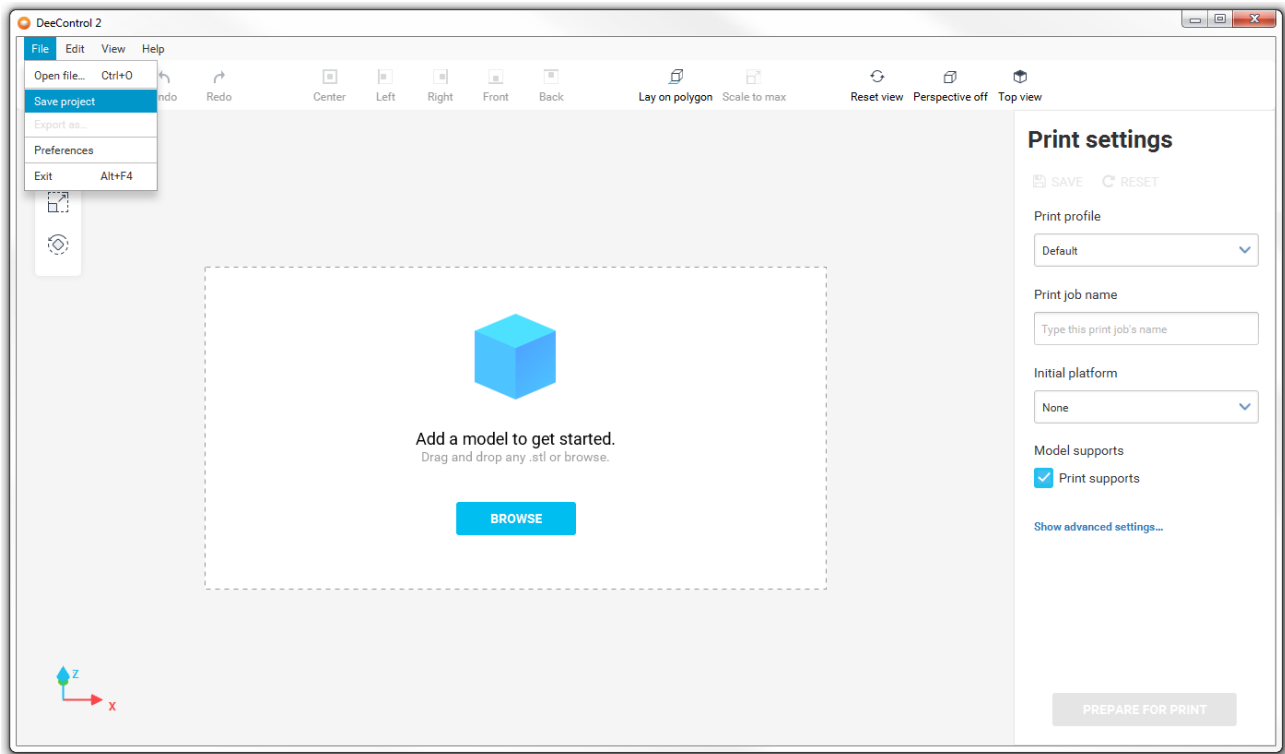 DeeControl 2
File Edit View Help
Open file... Ctrl+O
Save project
Export as...
Preferences
Exit Alt+F4
ndo Redo Center Left Right Front Back Lay on polygon Scale to max Reset view Perspective off Top view
Add a model to get started.
Drag and drop any .stl or browse.
BROWSE
Z
X
Print settings
SAVE RESET
Print profile
Default
Print job name
Type this print job's name
Initial platform
None
Model supports
Print supports
Show advanced settings...
PREPARE FOR PRINT